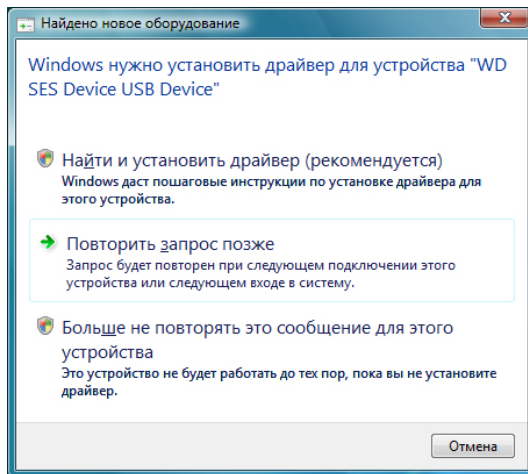 Найдено новое оборудование
Windows нужно установить драйвер для устройства "WD
SES Device USB Device"
Найти и установить драйвер (рекомендуется)
Windows даст пошаговые инструкции по установке драйвера для
этого устройства.
Повторить запрос позже
Запрос будет повторен при следующем подключении этого
устройства или следующем входе в систему.
Больше не повторять это сообщение для этого
устройства
Это устройство не будет работать до тех пор, пока вы не установите
драйвер.
Отмена